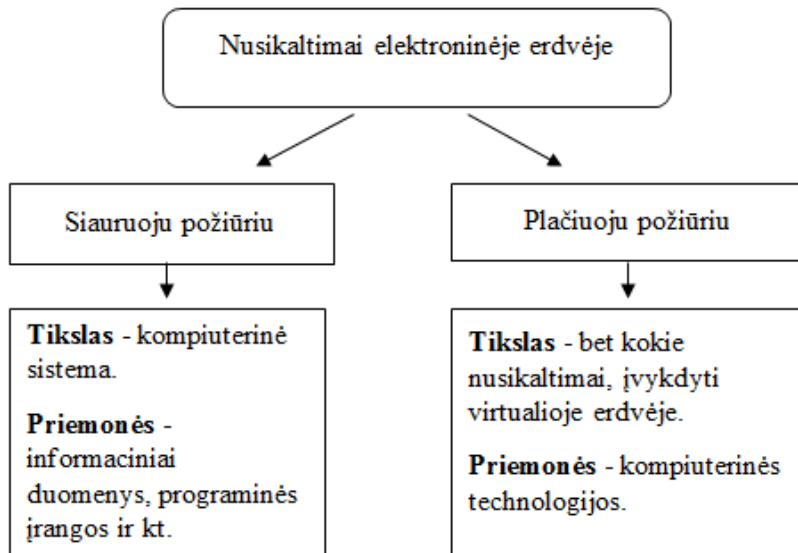 Nusikaltimai elektroninėje erdvėje
Siauruoju požiūriu
Plačiuoju požiūriu
Tikslas - kompiuterinė
sistema.
Priemonės -
informaciniai
duomenys, programinės
įrangos ir kt.
Tikslas - bet kokie
nusikaltimai, įvykdyti
virtualioje erdvėje.
Priemonės - kompiuterinės
technologijos.